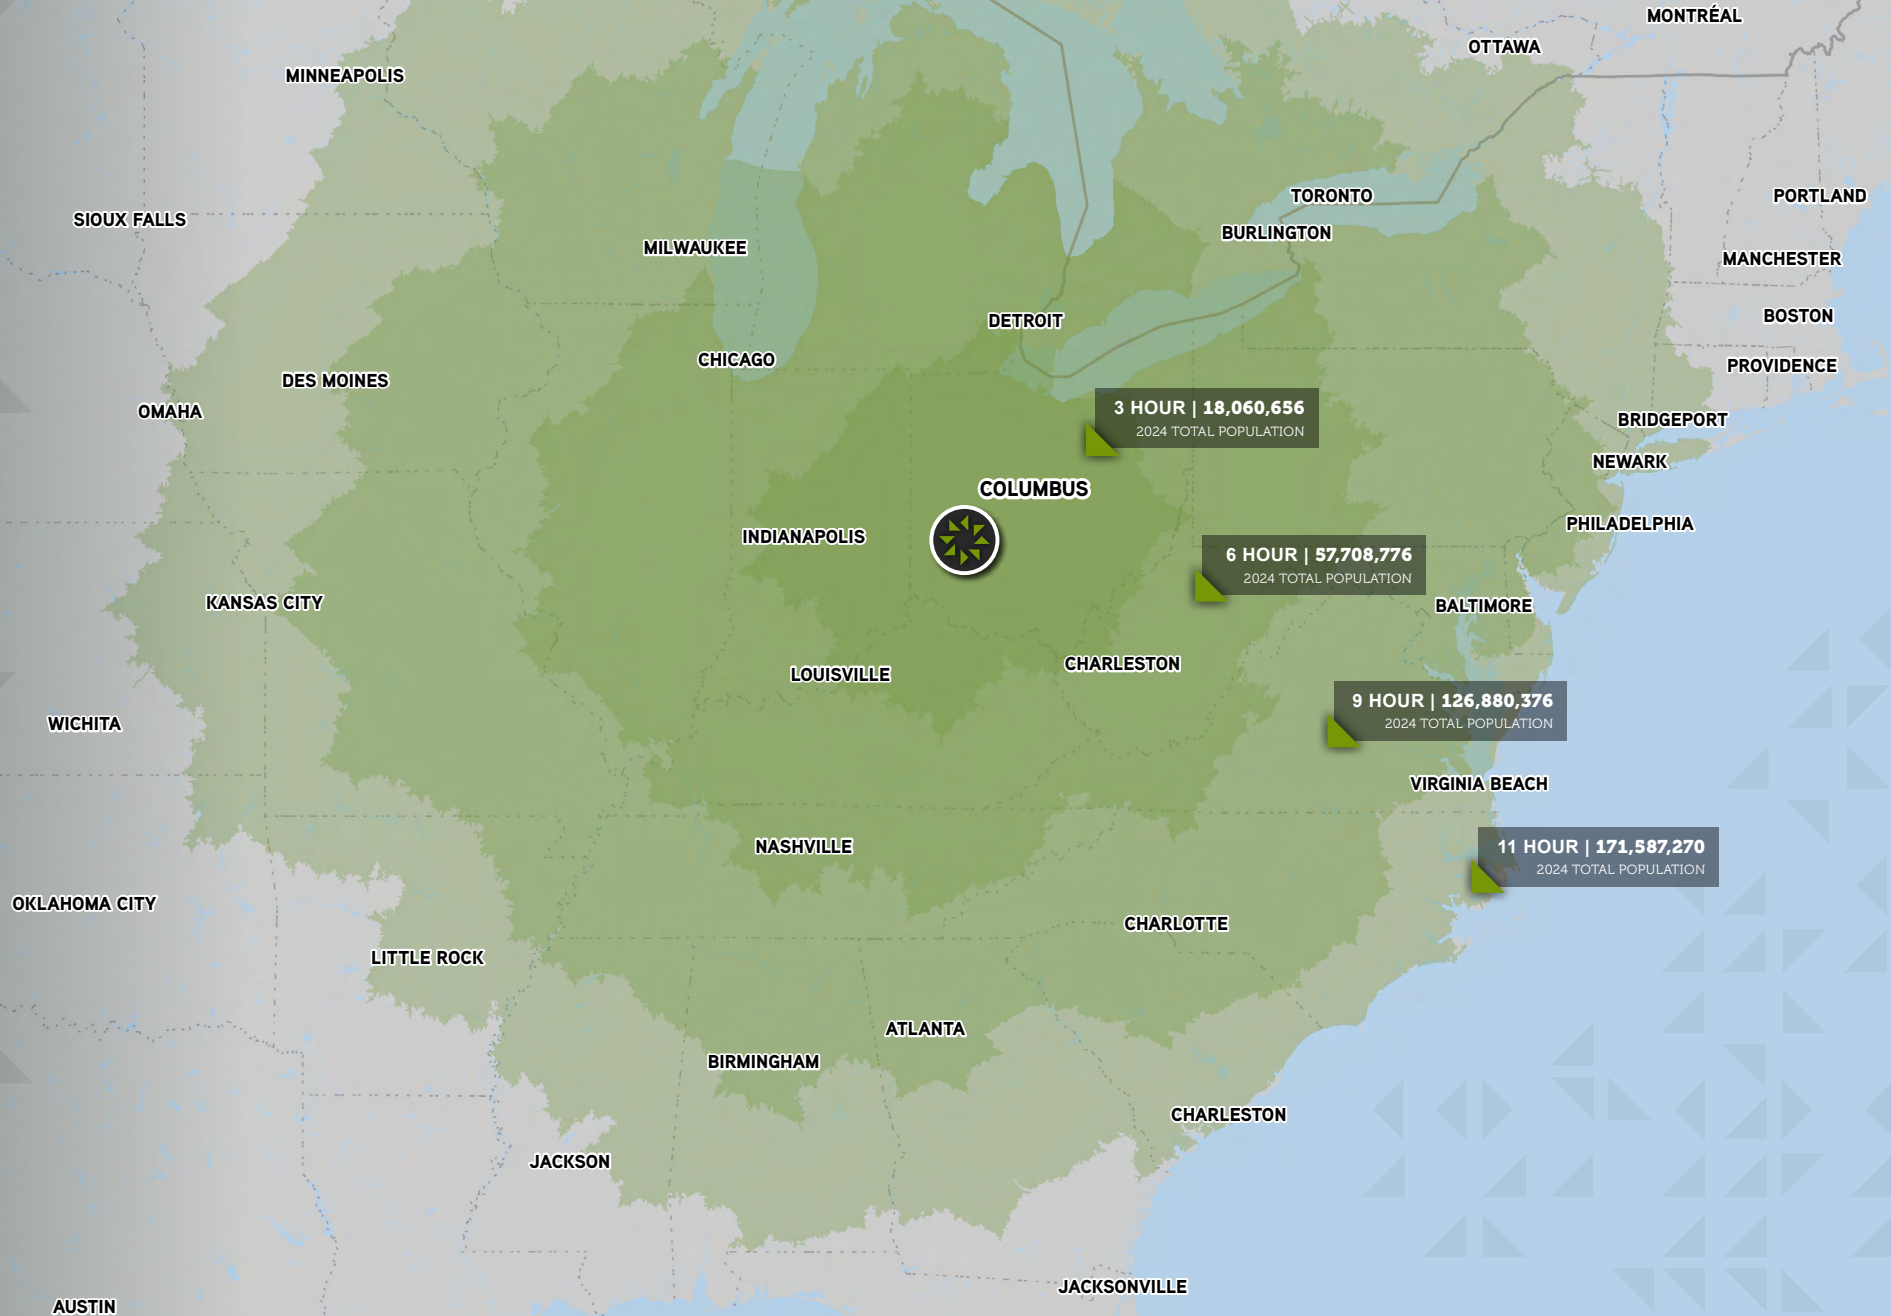 MONTRÉAL
OTTAWA
MINNEAPOLIS
TORONTO
PORTLAND
SIOUX FALLS
BURLINGTON
MILWAUKEE
MANCHESTER
BOSTON
DETROIT
CHICAGO
PROVIDENCE
DES MOINES
OMAHA
3 HOUR | 18,060,656
2024 TOTAL POPULATION
BRIDGEPORT
NEWARK
COLUMBUS
PHILADELPHIA
INDIANAPOLIS
6 HOUR | 57,708,776
2024 TOTAL POPULATION
KANSAS CITY
BALTIMORE
CHARLESTON
LOUISVILLE
9 HOUR | 126,880,376
2024 TOTAL POPULATION
WICHITA
VIRGINIA BEACH
NASHVILLE
11 HOUR | 171,587,270
2024 TOTAL POPULATION
OKLAHOMA CITY
CHARLOTTE
LITTLE ROCK
ATLANTA
BIRMINGHAM
CHARLESTON
JACKSON
JACKSONVILLE
AUSTIN